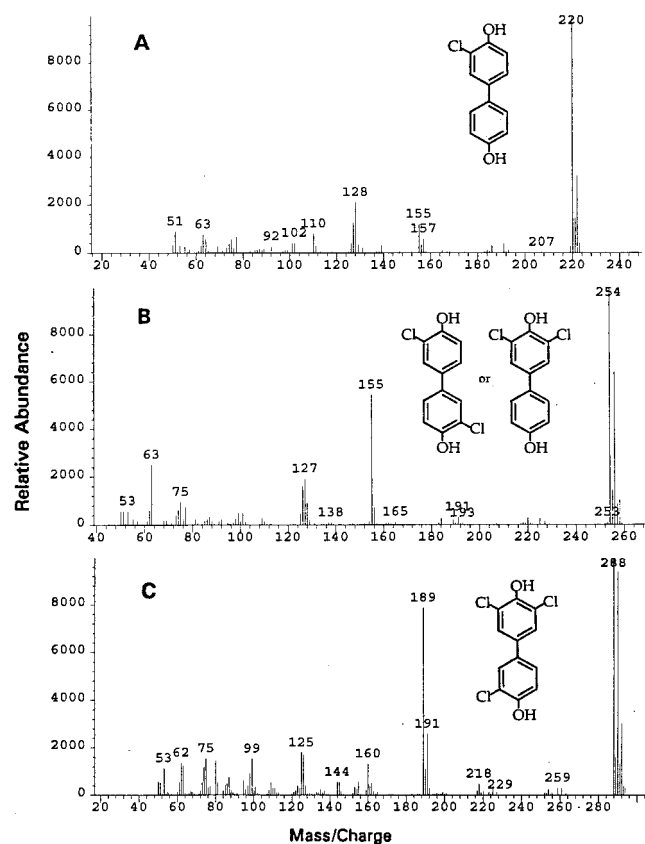 A
220
OH
Cl
8000
6000
OH
4000
2000
128
51
63
92
102
110
155
157
207
0
20 40 60 80 100 120 140 160 180 200 220 240
B
254
OH OH
Cl Cl Cl
8000
or
6000
155
Cl
OH OH
4000
63
2000
127
53
75
138
165
191
193
253
0
40 60 80 100 120 140 160 180 200 220 240 260
C
288
OH
189
Cl Cl
8000
6000
Cl
OH
4000
191
2000
53
62
75
99
125
144
160
218
229
259
0
20 40 60 80 100 120 140 160 180 200 220 240 260 280
Relative Abundance
Mass/Charge